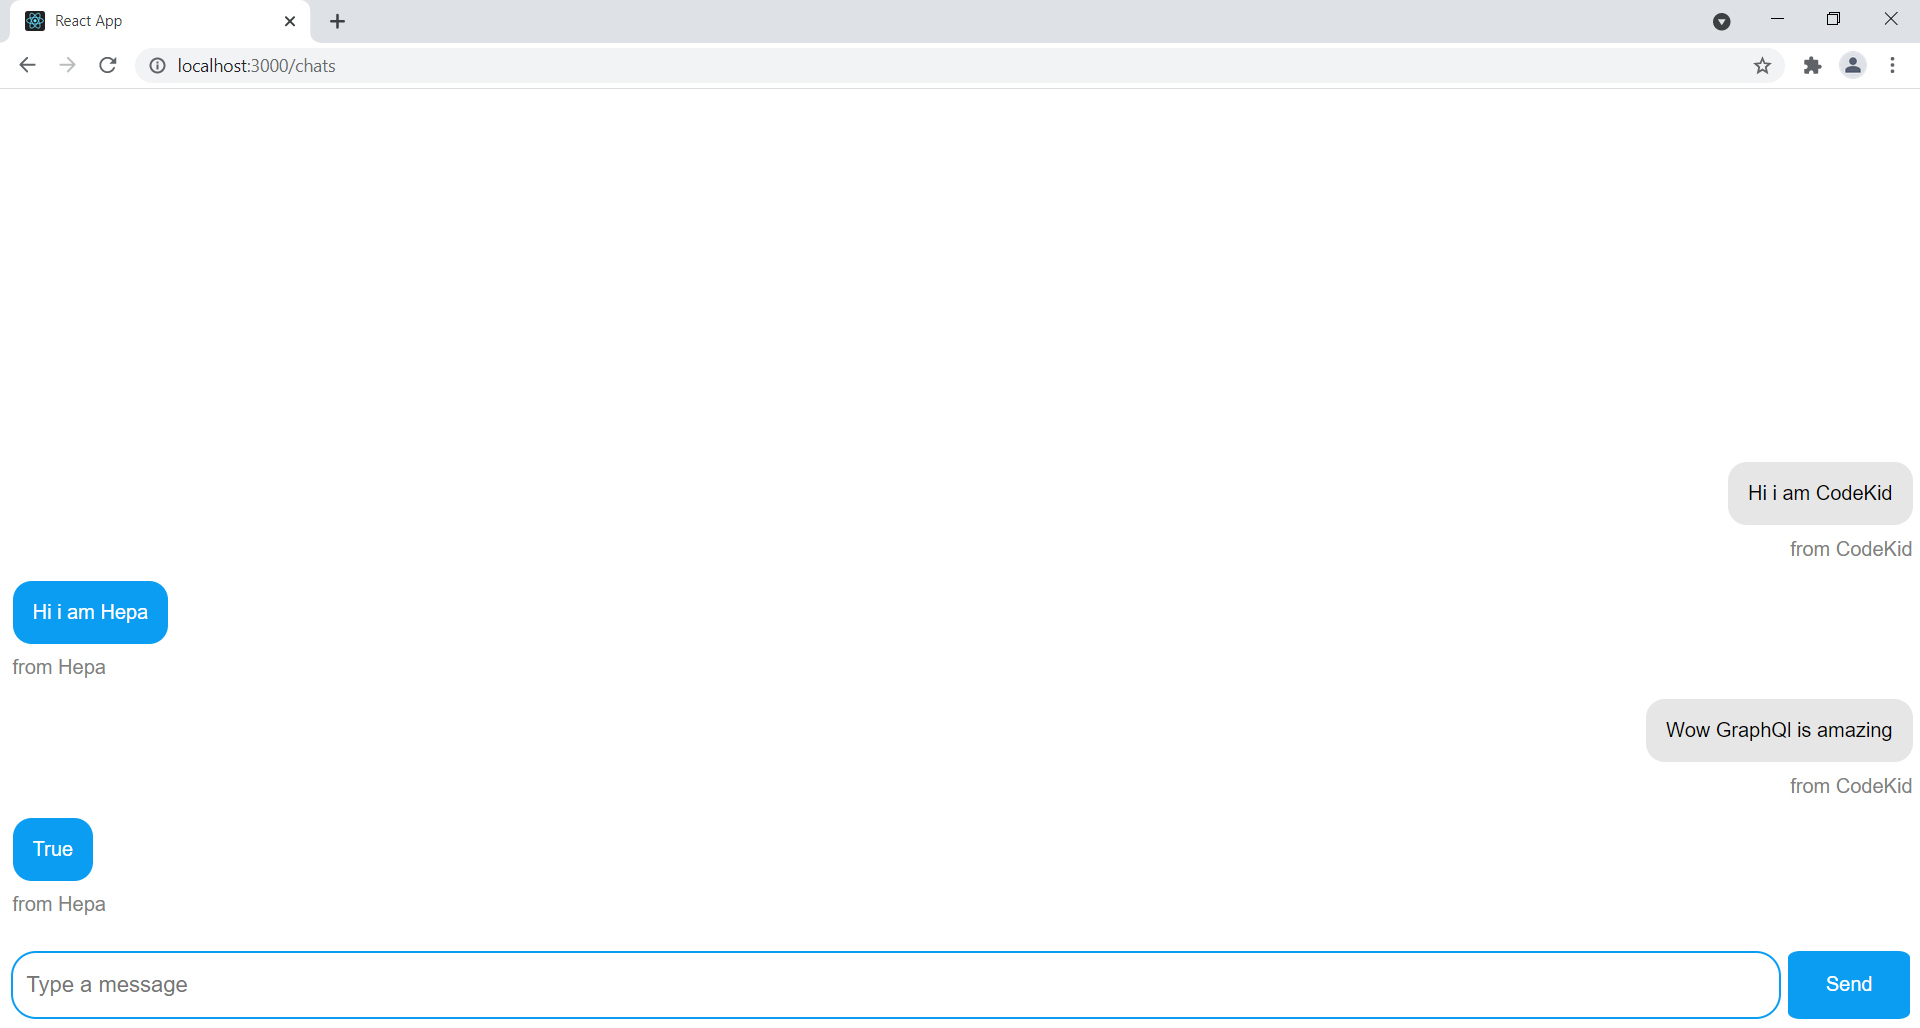 React App
localhost:3000/chats
Hi i am CodeKid
from CodeKid
Hi i am Hepa
from Hepa
Wow GraphQl is amazing
from CodeKid
True
from Hepa
Type a message
Send